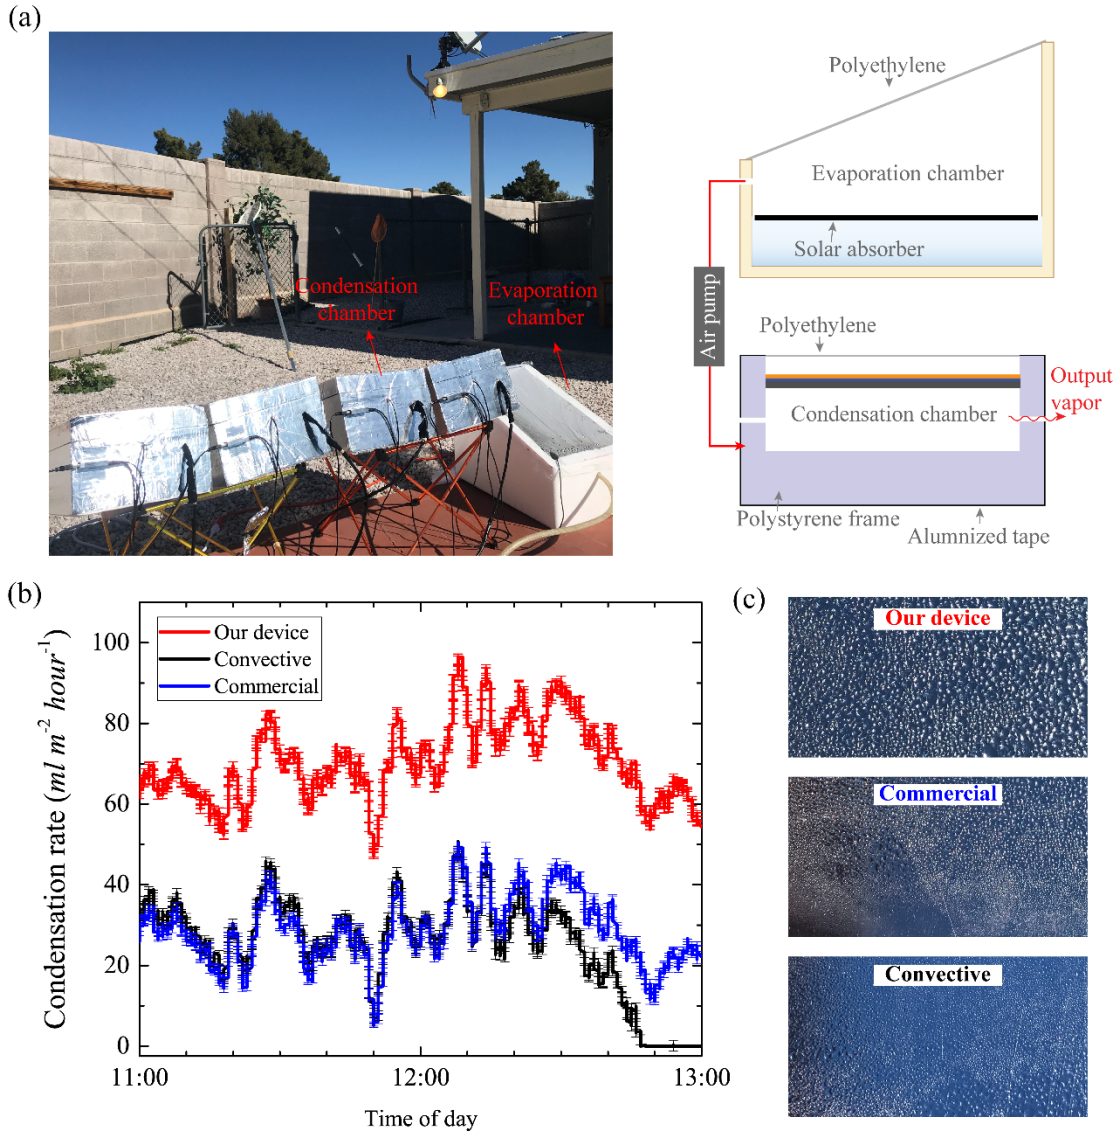 (a)
Condensation
chamber
Evaporation
chamber
Polyethylene
Evaporation chamber
Solar absorber
Air pump
Polyethylene
Condensation chamber
Output
vapor
Polystyrene frame
Alumnized tape
(b)
Condensation rate (ml m⁻² hour⁻¹)
100
80
60
40
20
0
Our device
Convective
Commercial
11:00
12:00
13:00
Time of day
(c)
Our device
Commercial
Convective